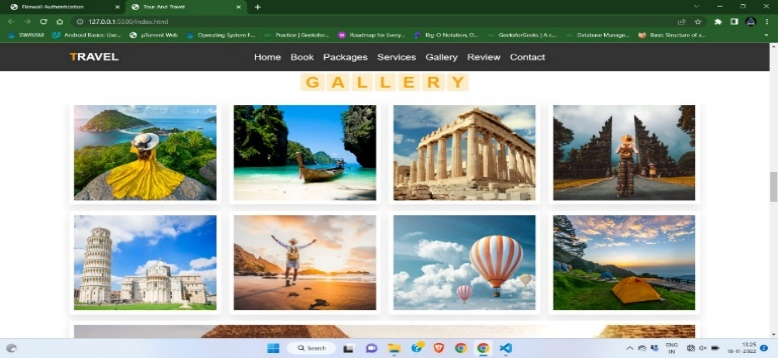 Firewall Authentication
Tour And Travel
127.0.0.1:5500/index.html
SWAYAM
Android Basics: Use...
µTorrent Web
Operating System F...
Practice | Geeksfor...
Roadmap for Every...
Big-O Notation, O...
GeeksforGeeks | A c...
Database Manage...
Basic Structure of a...
TRAVEL
Home Book Packages Services Gallery Review Contact
GALLERY
Search
ENG
IN
13:25
18-11-2022